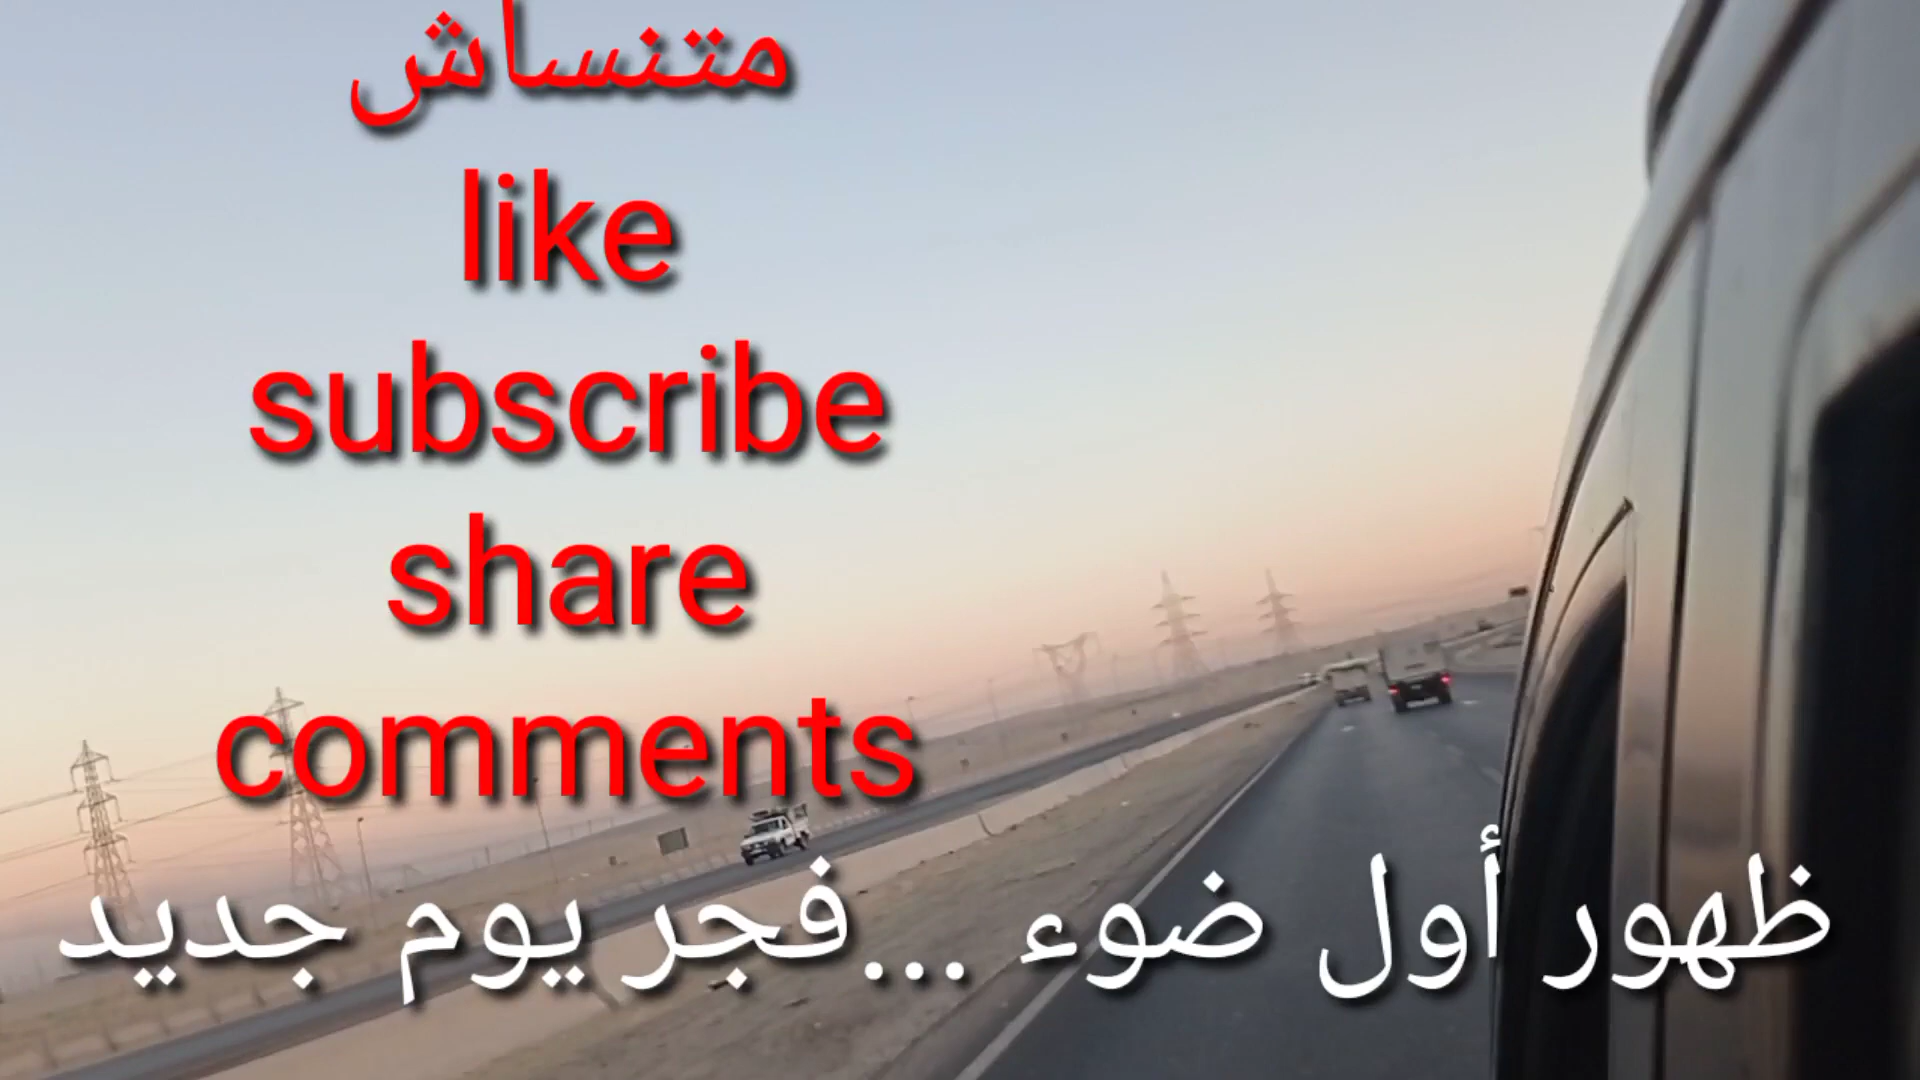 متنساش
like
subscribe
share
comments
ظهور أول ضوء ...فجر يوم جديد